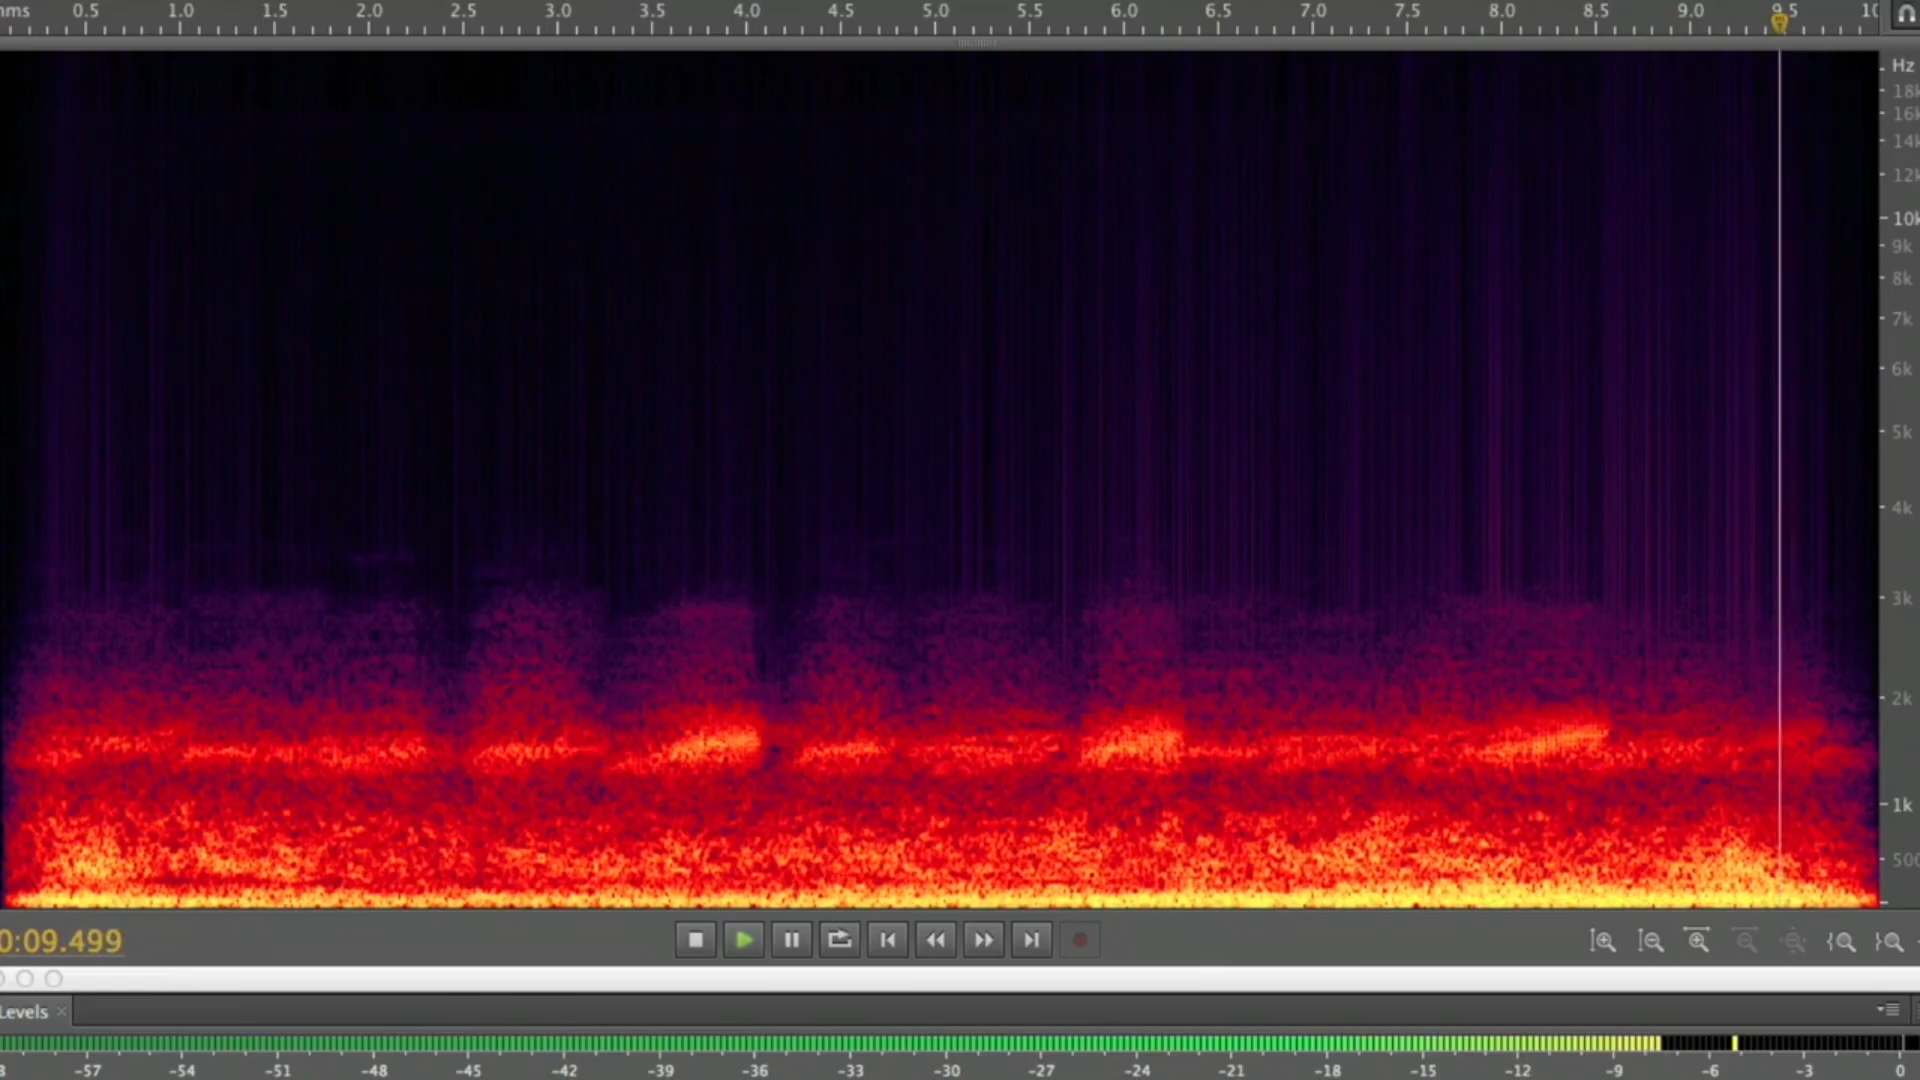 hms 0.5 1.0 1.5 2.0 2.5 3.0 3.5 4.0 4.5 5.0 5.5 6.0 6.5 7.0 7.5 8.0 8.5 9.0 9.5 10
Hz
18k
16k
14k
12k
10k
9k
8k
7k
6k
5k
4k
3k
2k
1k
500
0:09.499
Levels ×
-57 -54 -51 -48 -45 -42 -39 -36 -33 -30 -27 -24 -21 -18 -15 -12 -9 -6 -3 0